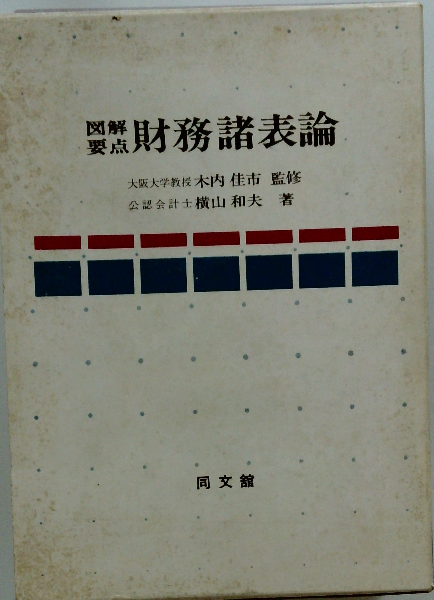 図解
要点
財務諸表論
大阪大学教授 木内佳市 監修
公認会計士 横山和夫 著
同文舘